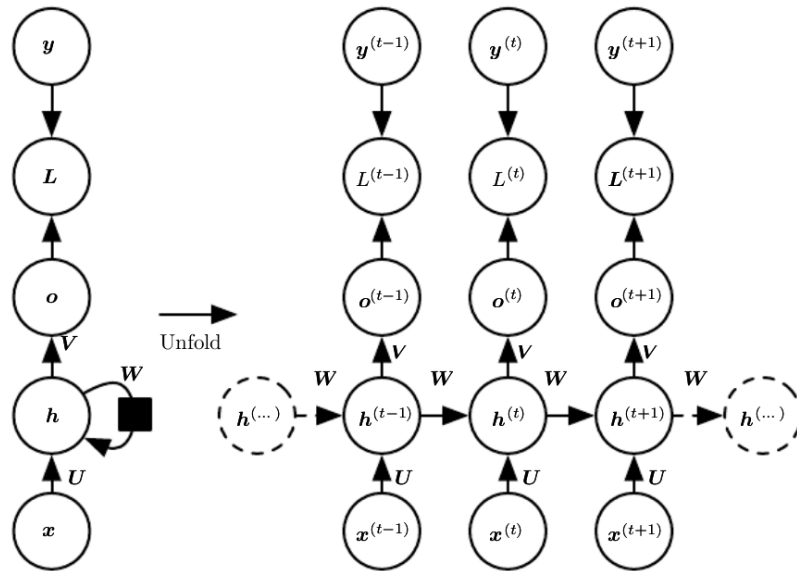 y y^(t−1) y^(t) y^(t+1)
L L^(t−1) L^(t) L^(t+1)
o o^(t−1) o^(t) o^(t+1)
Unfold
V V V V
W W W W W
h h^(...) h^(t−1) h^(t) h^(t+1) h^(...)
U U U U
x x^(t−1) x^(t) x^(t+1)